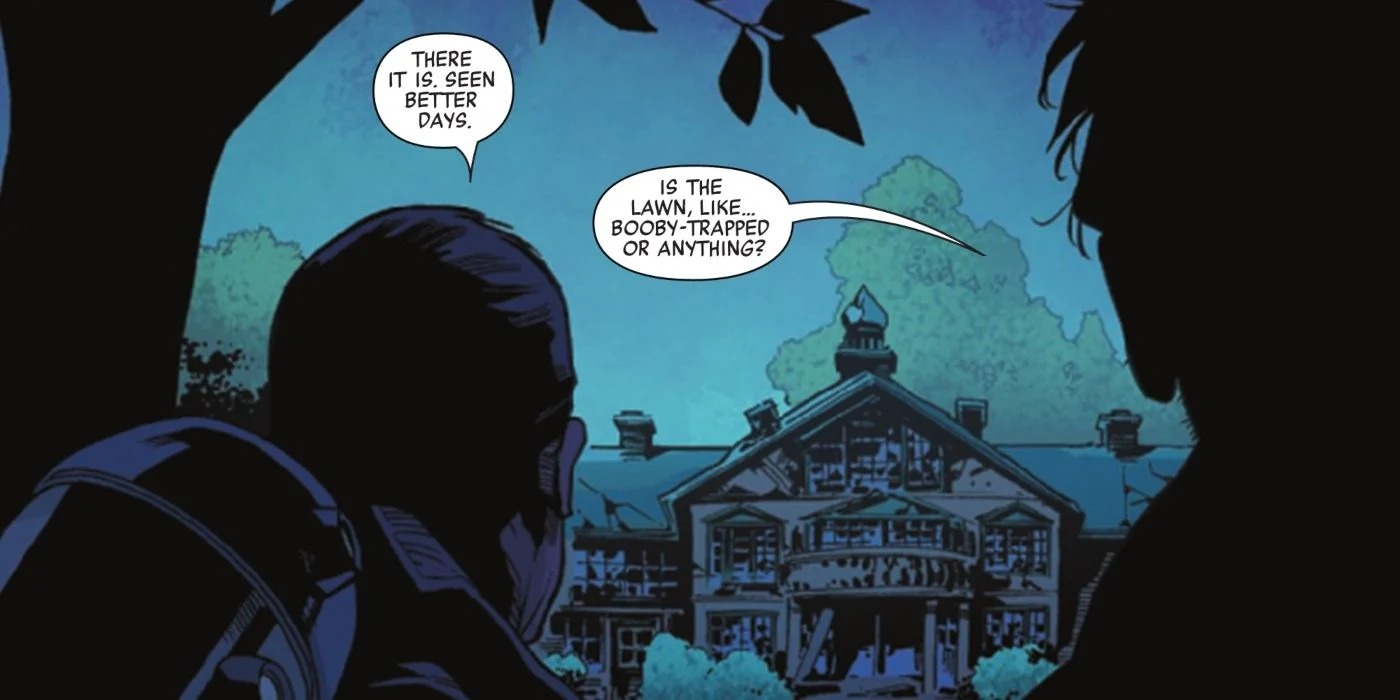 THERE
IT IS. SEEN
BETTER
DAYS.
IS THE
LAWN, LIKE...
BOOBY-TRAPPED
OR ANYTHING?